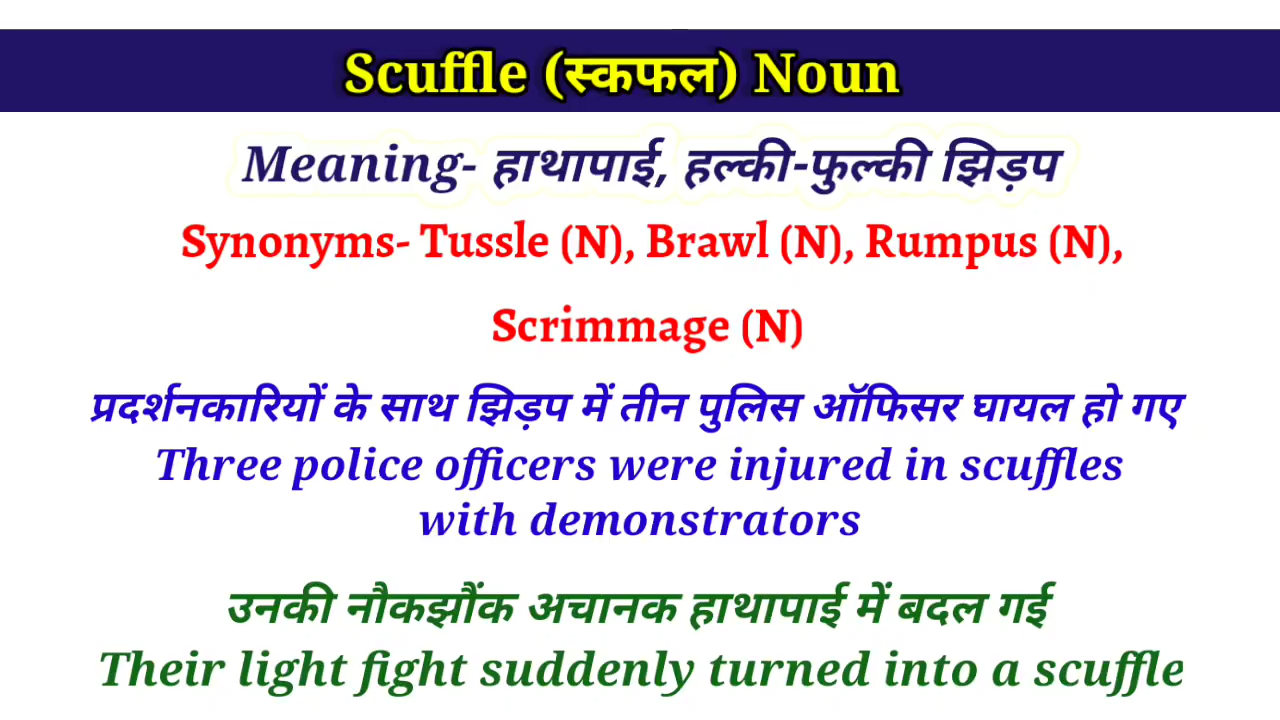 Scuffle (स्कफल) Noun
Meaning- हाथापाई, हल्की-फुल्की झिड़प
Synonyms- Tussle (N), Brawl (N), Rumpus (N),
Scrimmage (N)
प्रदर्शनकारियों के साथ झिड़प में तीन पुलिस ऑफिसर घायल हो गए
Three police officers were injured in scuffles
with demonstrators
उनकी नौकझौंक अचानक हाथापाई में बदल गई
Their light fight suddenly turned into a scuffle